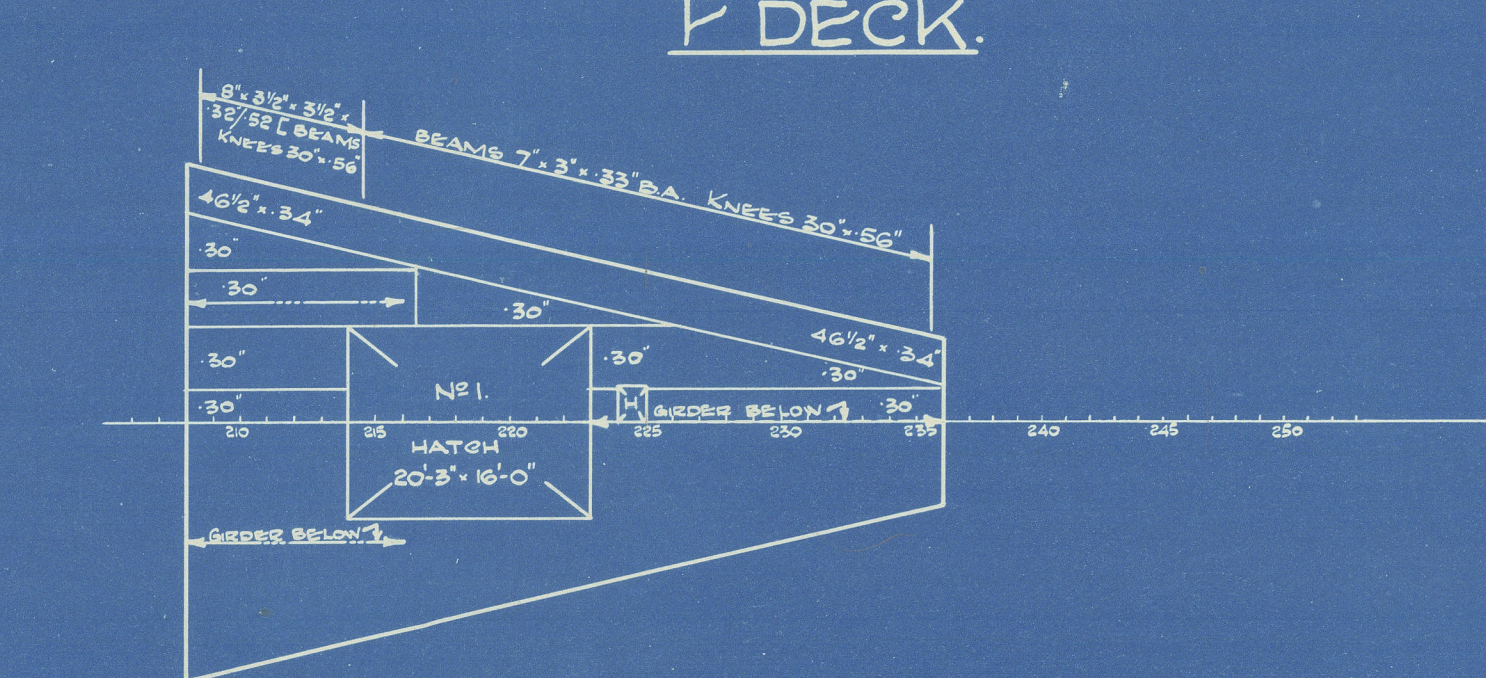 F DECK.
8" x 3½" x 3½" x
.32/.52 [ BEAMS
KNEES 30" x .56"
BEAMS 7" x 3" x .33" B.A. KNEES 30" x .56"
46½" x .34"
.30"
.30"
.30"
46½" x .34"
.30"
.30"
.30"
.30"
No 1.
H
GIRDER BELOW
.30"
210 215 220 225 230 235 240 245 250
HATCH
20'-3" x 16'-0"
GIRDER BELOW